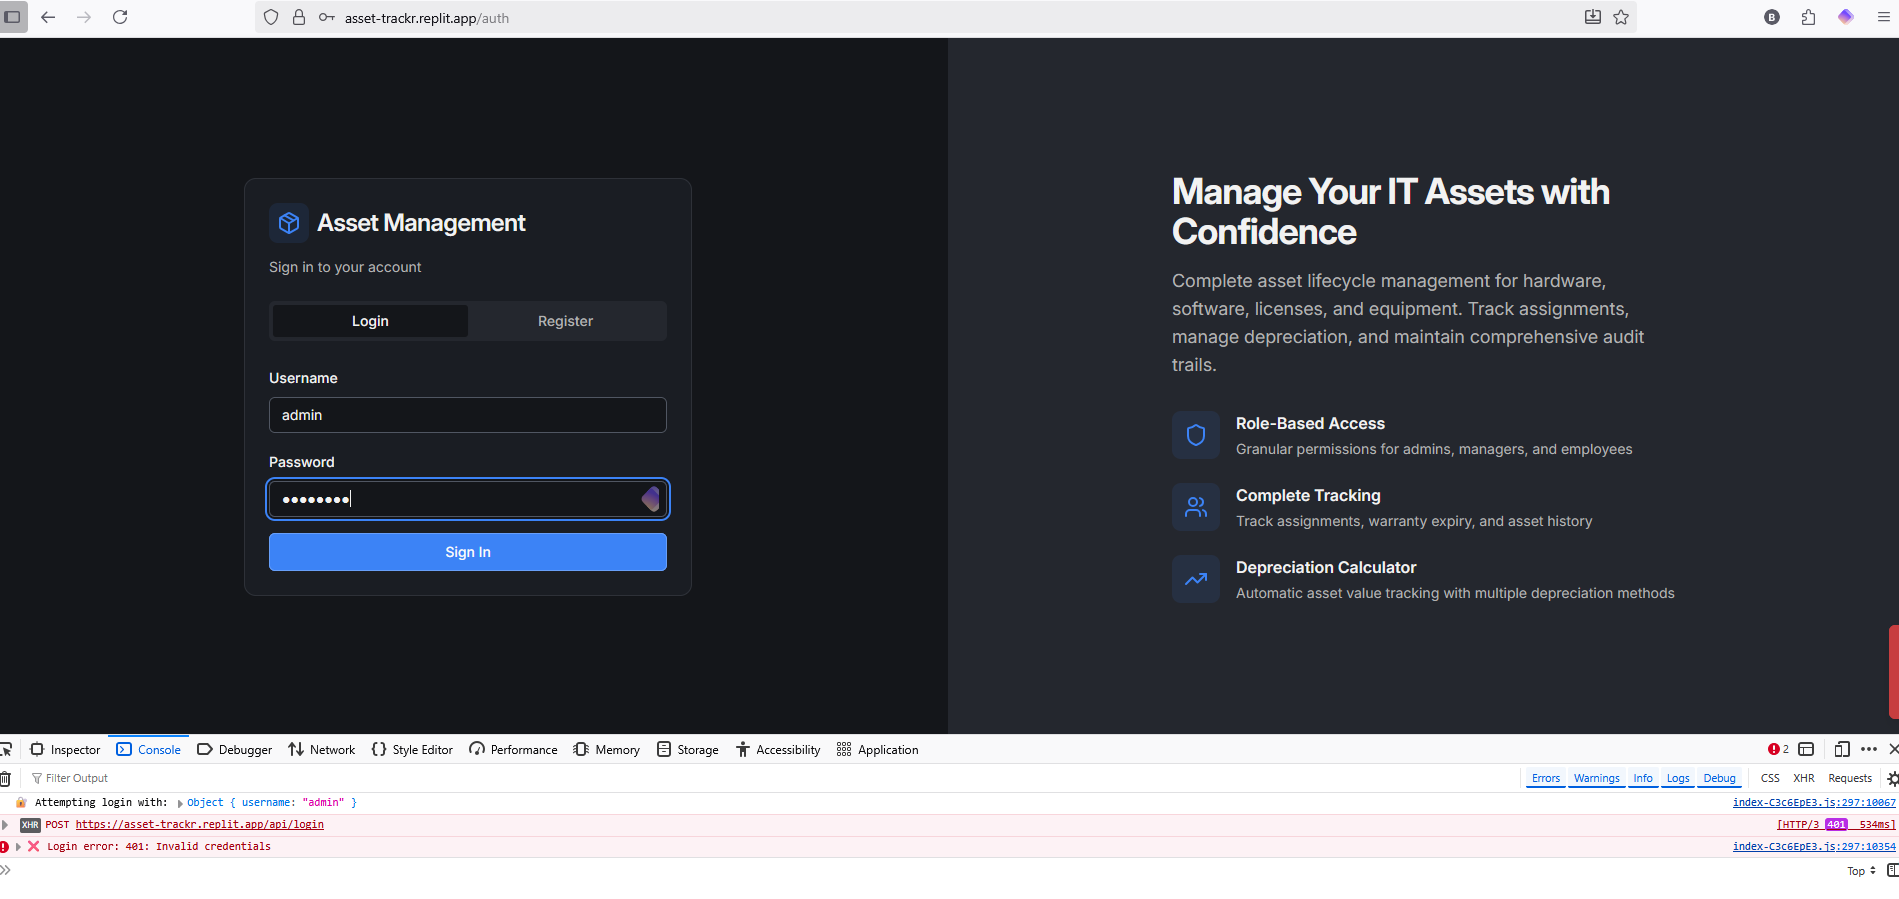 asset-trackr.replit.app/auth
B
Asset Management
Sign in to your account
Login
Register
Username
admin
Password
••••••••
Sign In
Manage Your IT Assets with
Confidence
Complete asset lifecycle management for hardware,
software, licenses, and equipment. Track assignments,
manage depreciation, and maintain comprehensive audit
trails.
Role-Based Access
Granular permissions for admins, managers, and employees
Complete Tracking
Track assignments, warranty expiry, and asset history
Depreciation Calculator
Automatic asset value tracking with multiple depreciation methods
Inspector Console Debugger Network {} Style Editor Performance Memory Storage Accessibility Application 2
Filter Output Errors Warnings Info Logs Debug CSS XHR Requests
Attempting login with: Object { username: "admin" } index-C3c6EpE3.js:297:10067
XHR POST https://asset-trackr.replit.app/api/login [HTTP/3 401 534ms]
Login error: 401: Invalid credentials index-C3c6EpE3.js:297:10354
Top